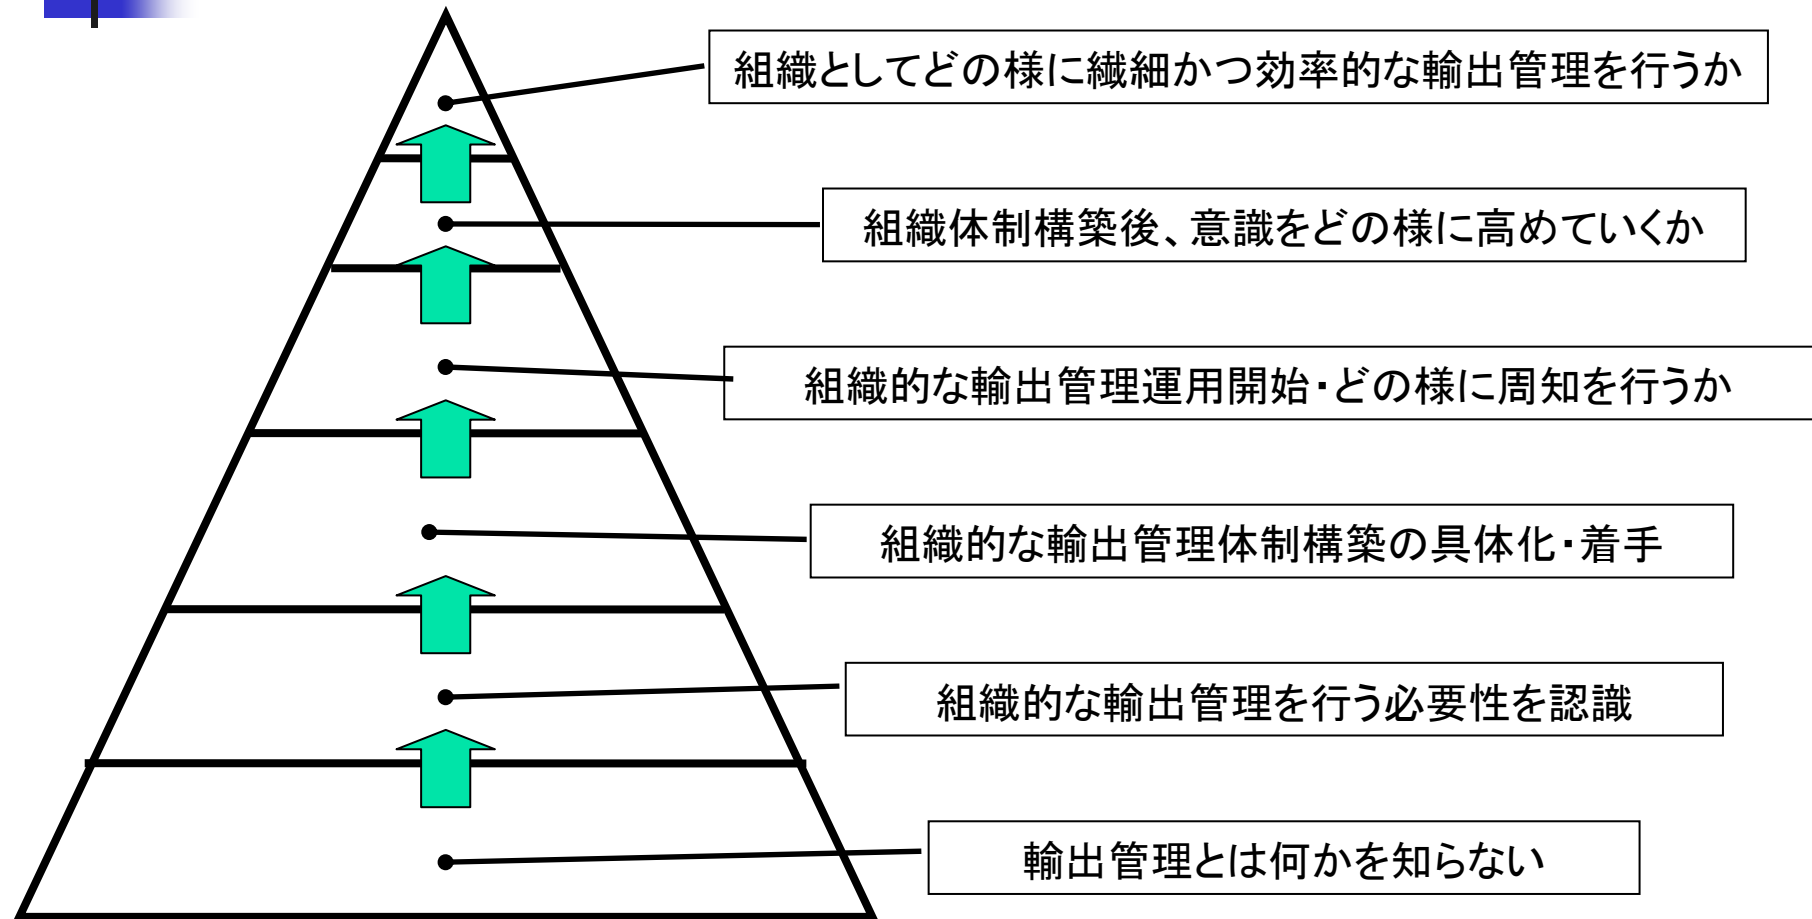 組織としてどの様に繊細かつ効率的な輸出管理を行うか
組織体制構築後、意識をどの様に高めていくか
組織的な輸出管理運用開始・どの様に周知を行うか
組織的な輸出管理体制構築の具体化・着手
組織的な輸出管理を行う必要性を認識
輸出管理とは何かを知らない